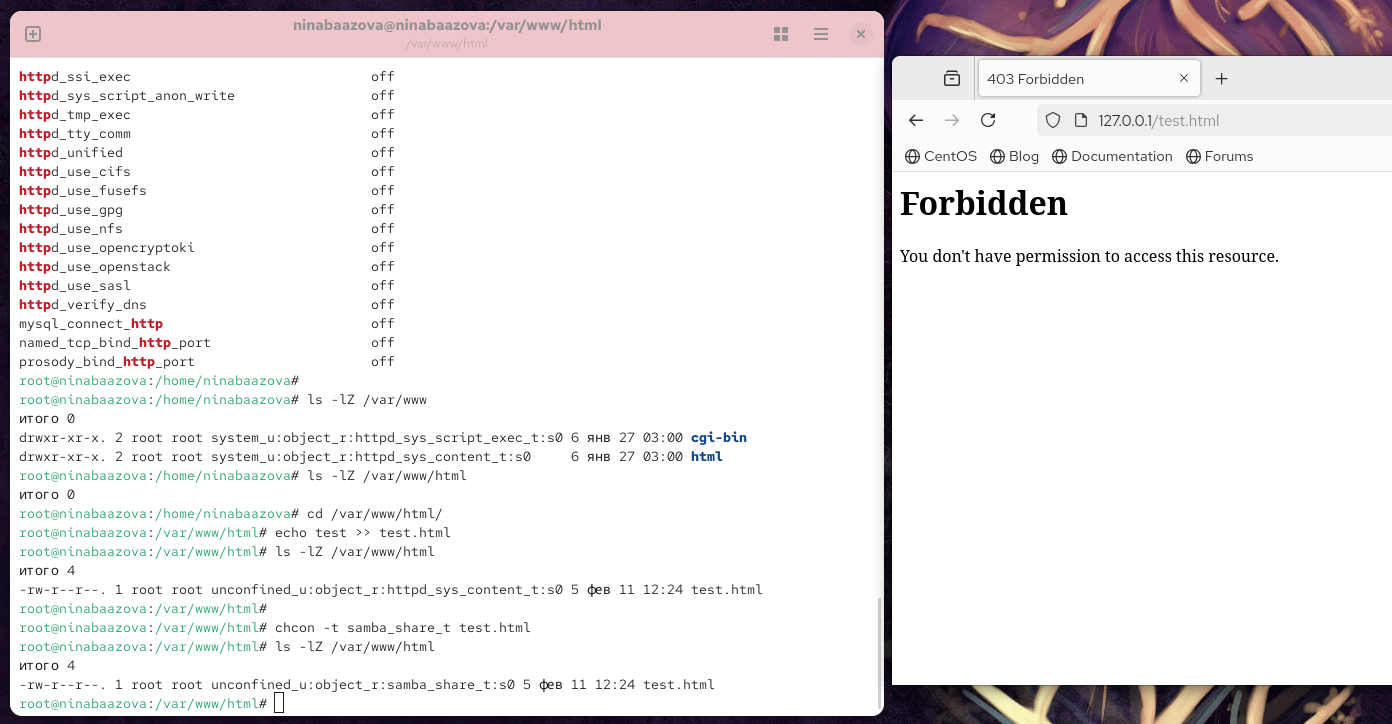 ninabaazova@ninabaazova:/var/www/html
/var/www/html
httpd_ssi_exec                              off
httpd_sys_script_anon_write                 off
httpd_tmp_exec                              off
httpd_tty_comm                              off
httpd_unified                               off
httpd_use_cifs                              off
httpd_use_fusefs                            off
httpd_use_gpg                               off
httpd_use_nfs                               off
httpd_use_opencryptoki                      off
httpd_use_openstack                         off
httpd_use_sasl                              off
httpd_verify_dns                            off
mysql_connect_http                          off
named_tcp_bind_http_port                    off
prosody_bind_http_port                      off
root@ninabaazova:/home/ninabaazova#
root@ninabaazova:/home/ninabaazova# ls -lZ /var/www
итого 0
drwxr-xr-x. 2 root root system_u:object_r:httpd_sys_script_exec_t:s0 6 янв 27 03:00 cgi-bin
drwxr-xr-x. 2 root root system_u:object_r:httpd_sys_content_t:s0     6 янв 27 03:00 html
root@ninabaazova:/home/ninabaazova# ls -lZ /var/www/html
итого 0
root@ninabaazova:/home/ninabaazova# cd /var/www/html/
root@ninabaazova:/var/www/html# echo test >> test.html
root@ninabaazova:/var/www/html# ls -lZ /var/www/html
итого 4
-rw-r--r--. 1 root root unconfined_u:object_r:httpd_sys_content_t:s0 5 фев 11 12:24 test.html
root@ninabaazova:/var/www/html#
root@ninabaazova:/var/www/html# chcon -t samba_share_t test.html
root@ninabaazova:/var/www/html# ls -lZ /var/www/html
итого 4
-rw-r--r--. 1 root root unconfined_u:object_r:samba_share_t:s0 5 фев 11 12:24 test.html
root@ninabaazova:/var/www/html#
403 Forbidden
127.0.0.1/test.html
CentOS Blog Documentation Forums
Forbidden
You don't have permission to access this resource.